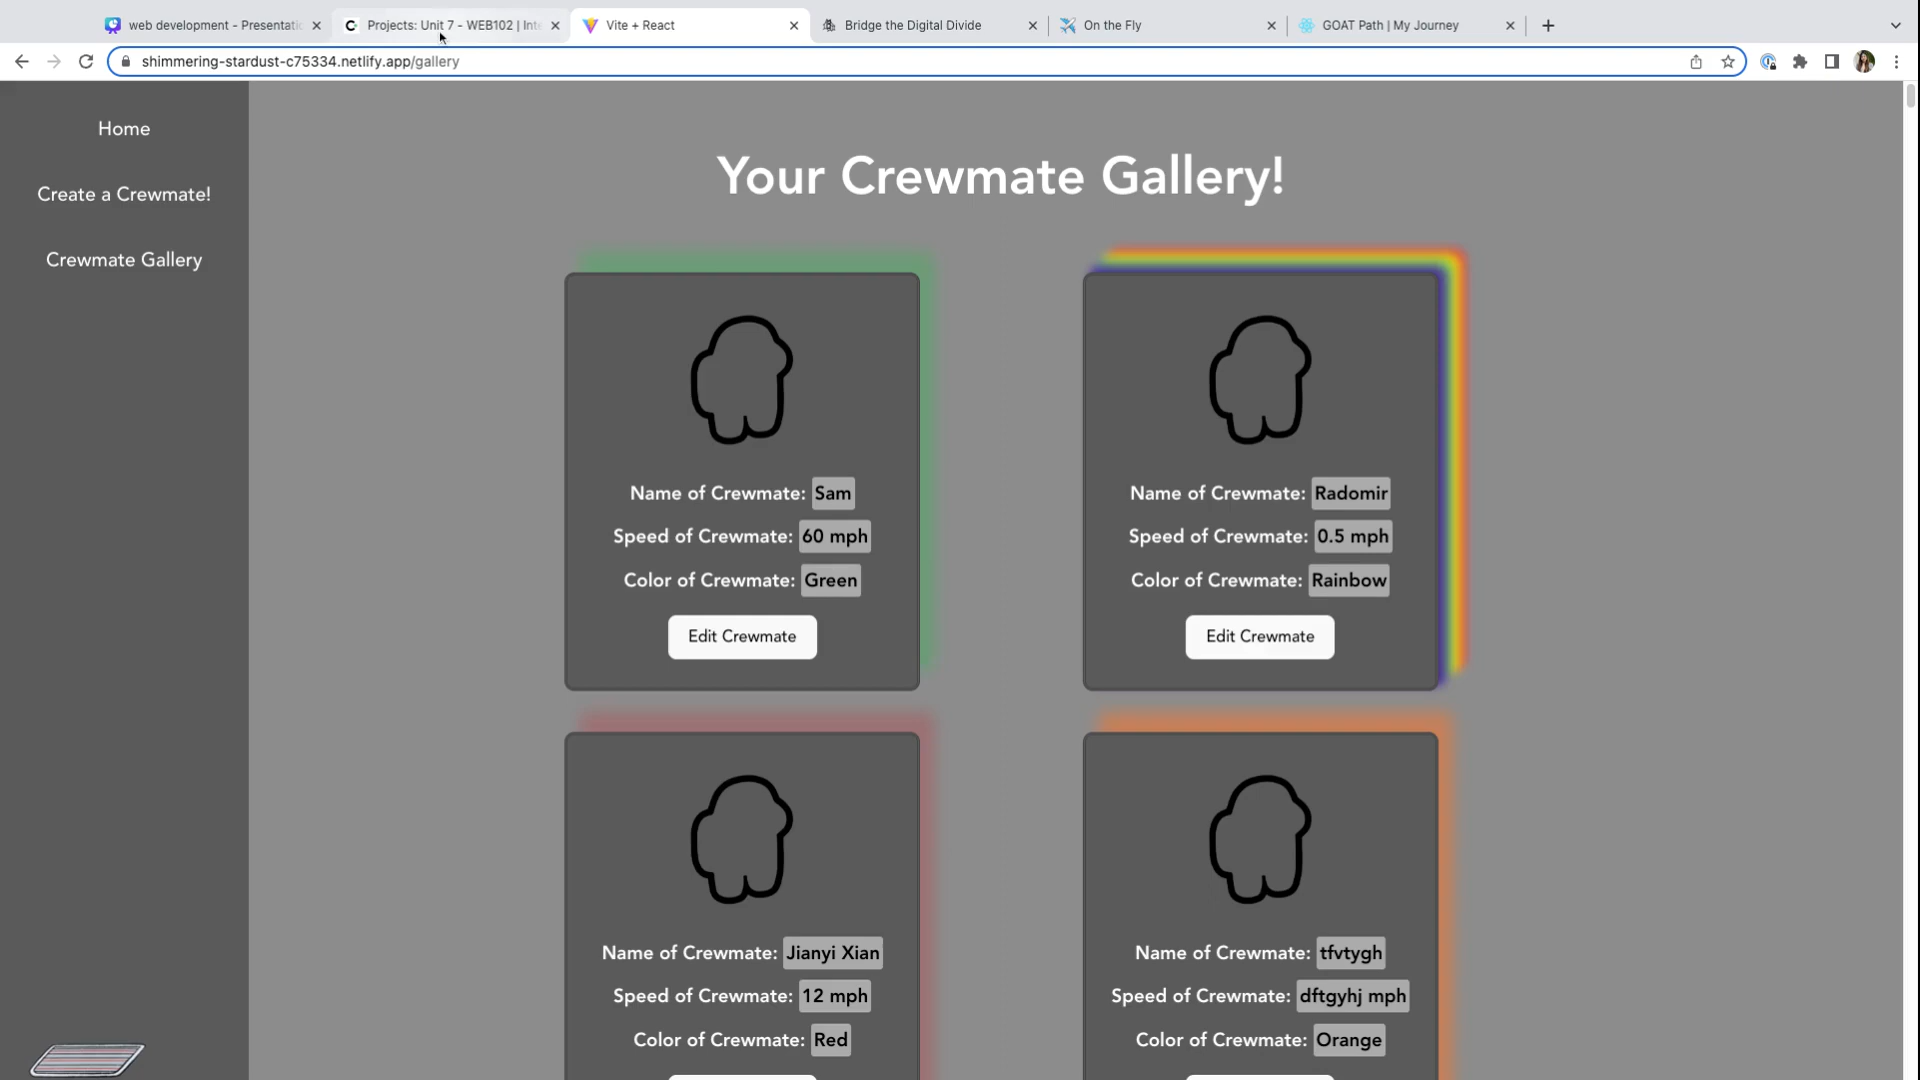 web development - Presentatio
Projects: Unit 7 - WEB102 | Inte
Vite + React
Bridge the Digital Divide
On the Fly
GOAT Path | My Journey
shimmering-stardust-c75334.netlify.app/gallery
Home
Create a Crewmate!
Crewmate Gallery
Your Crewmate Gallery!
Name of Crewmate: Sam
Speed of Crewmate: 60 mph
Color of Crewmate: Green
Edit Crewmate
Name of Crewmate: Radomir
Speed of Crewmate: 0.5 mph
Color of Crewmate: Rainbow
Edit Crewmate
Name of Crewmate: Jianyi Xian
Speed of Crewmate: 12 mph
Color of Crewmate: Red
Name of Crewmate: tfvtygh
Speed of Crewmate: dftgyhj mph
Color of Crewmate: Orange